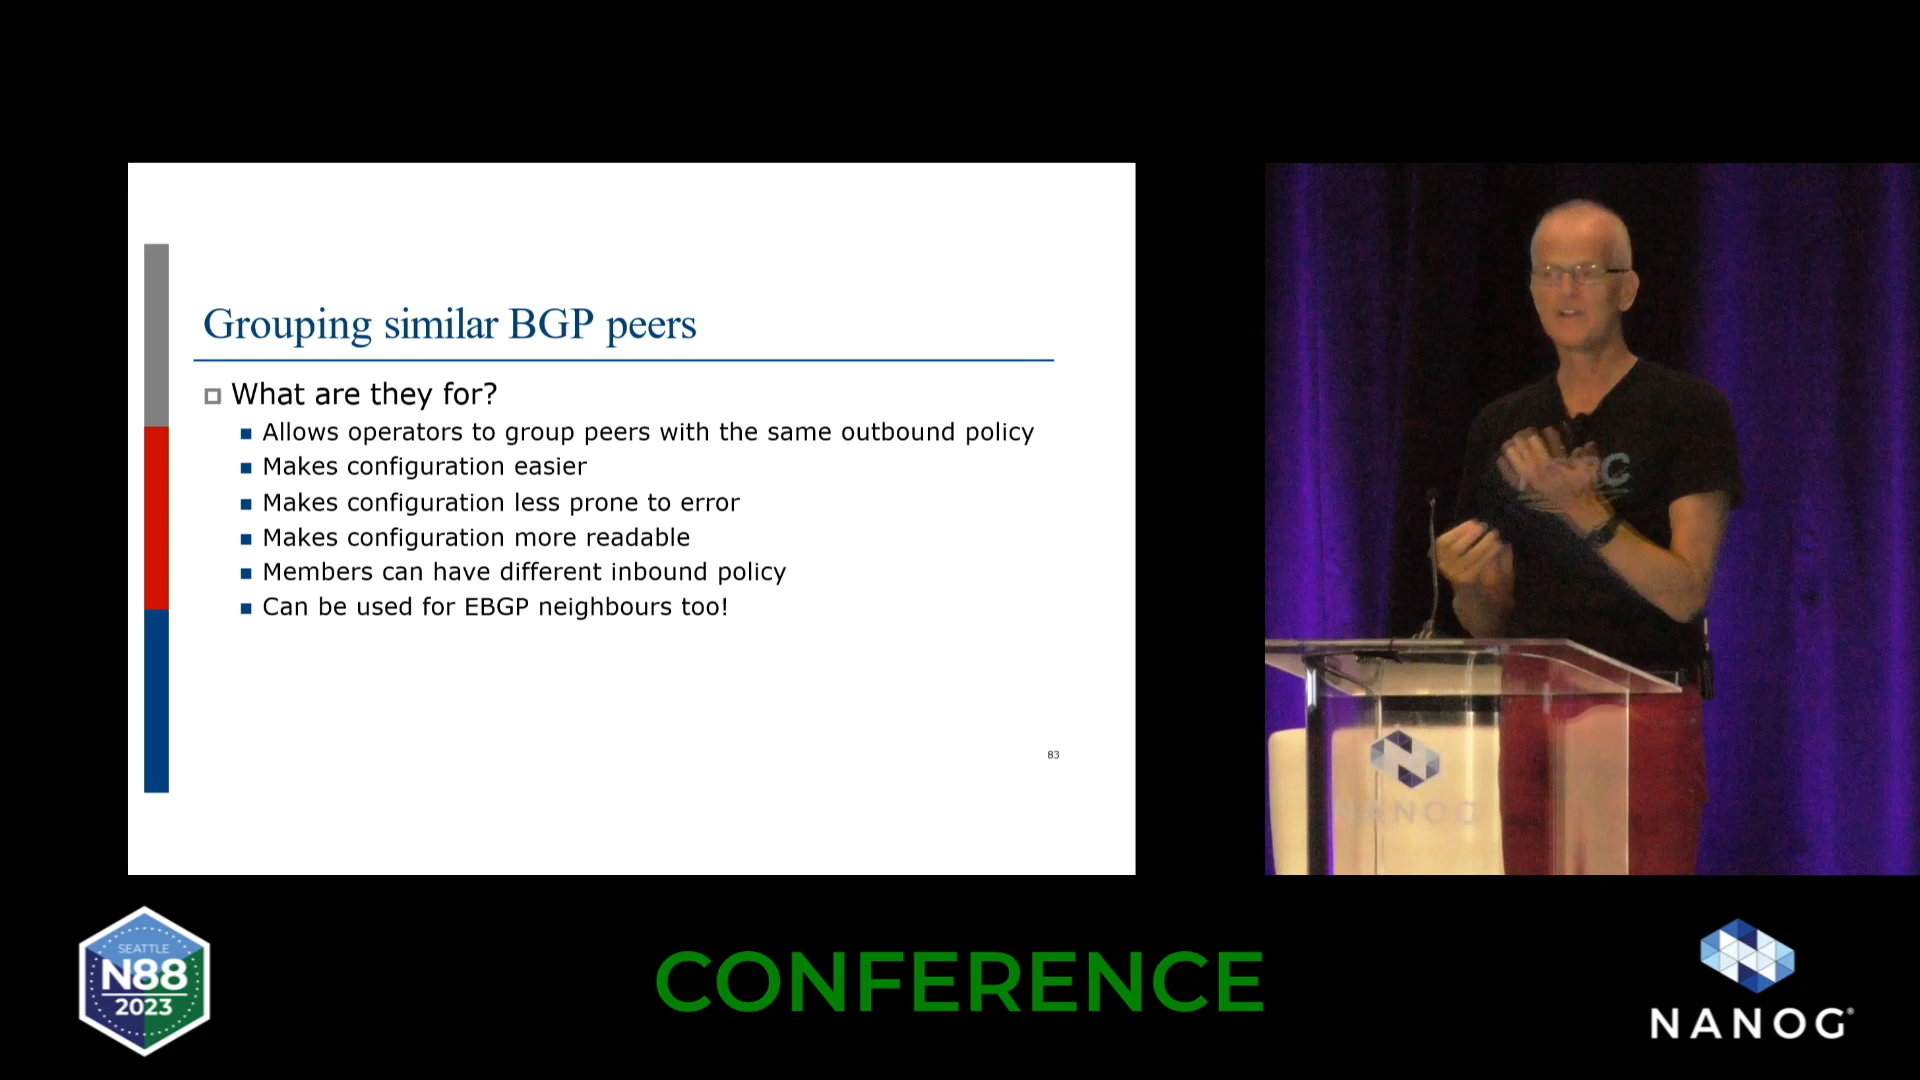 Grouping similar BGP peers
What are they for?
Allows operators to group peers with the same outbound policy
Makes configuration easier
Makes configuration less prone to error
Makes configuration more readable
Members can have different inbound policy
Can be used for EBGP neighbours too!
83
NANOG
SEATTLE
N88
2023
CONFERENCE
NANOG®